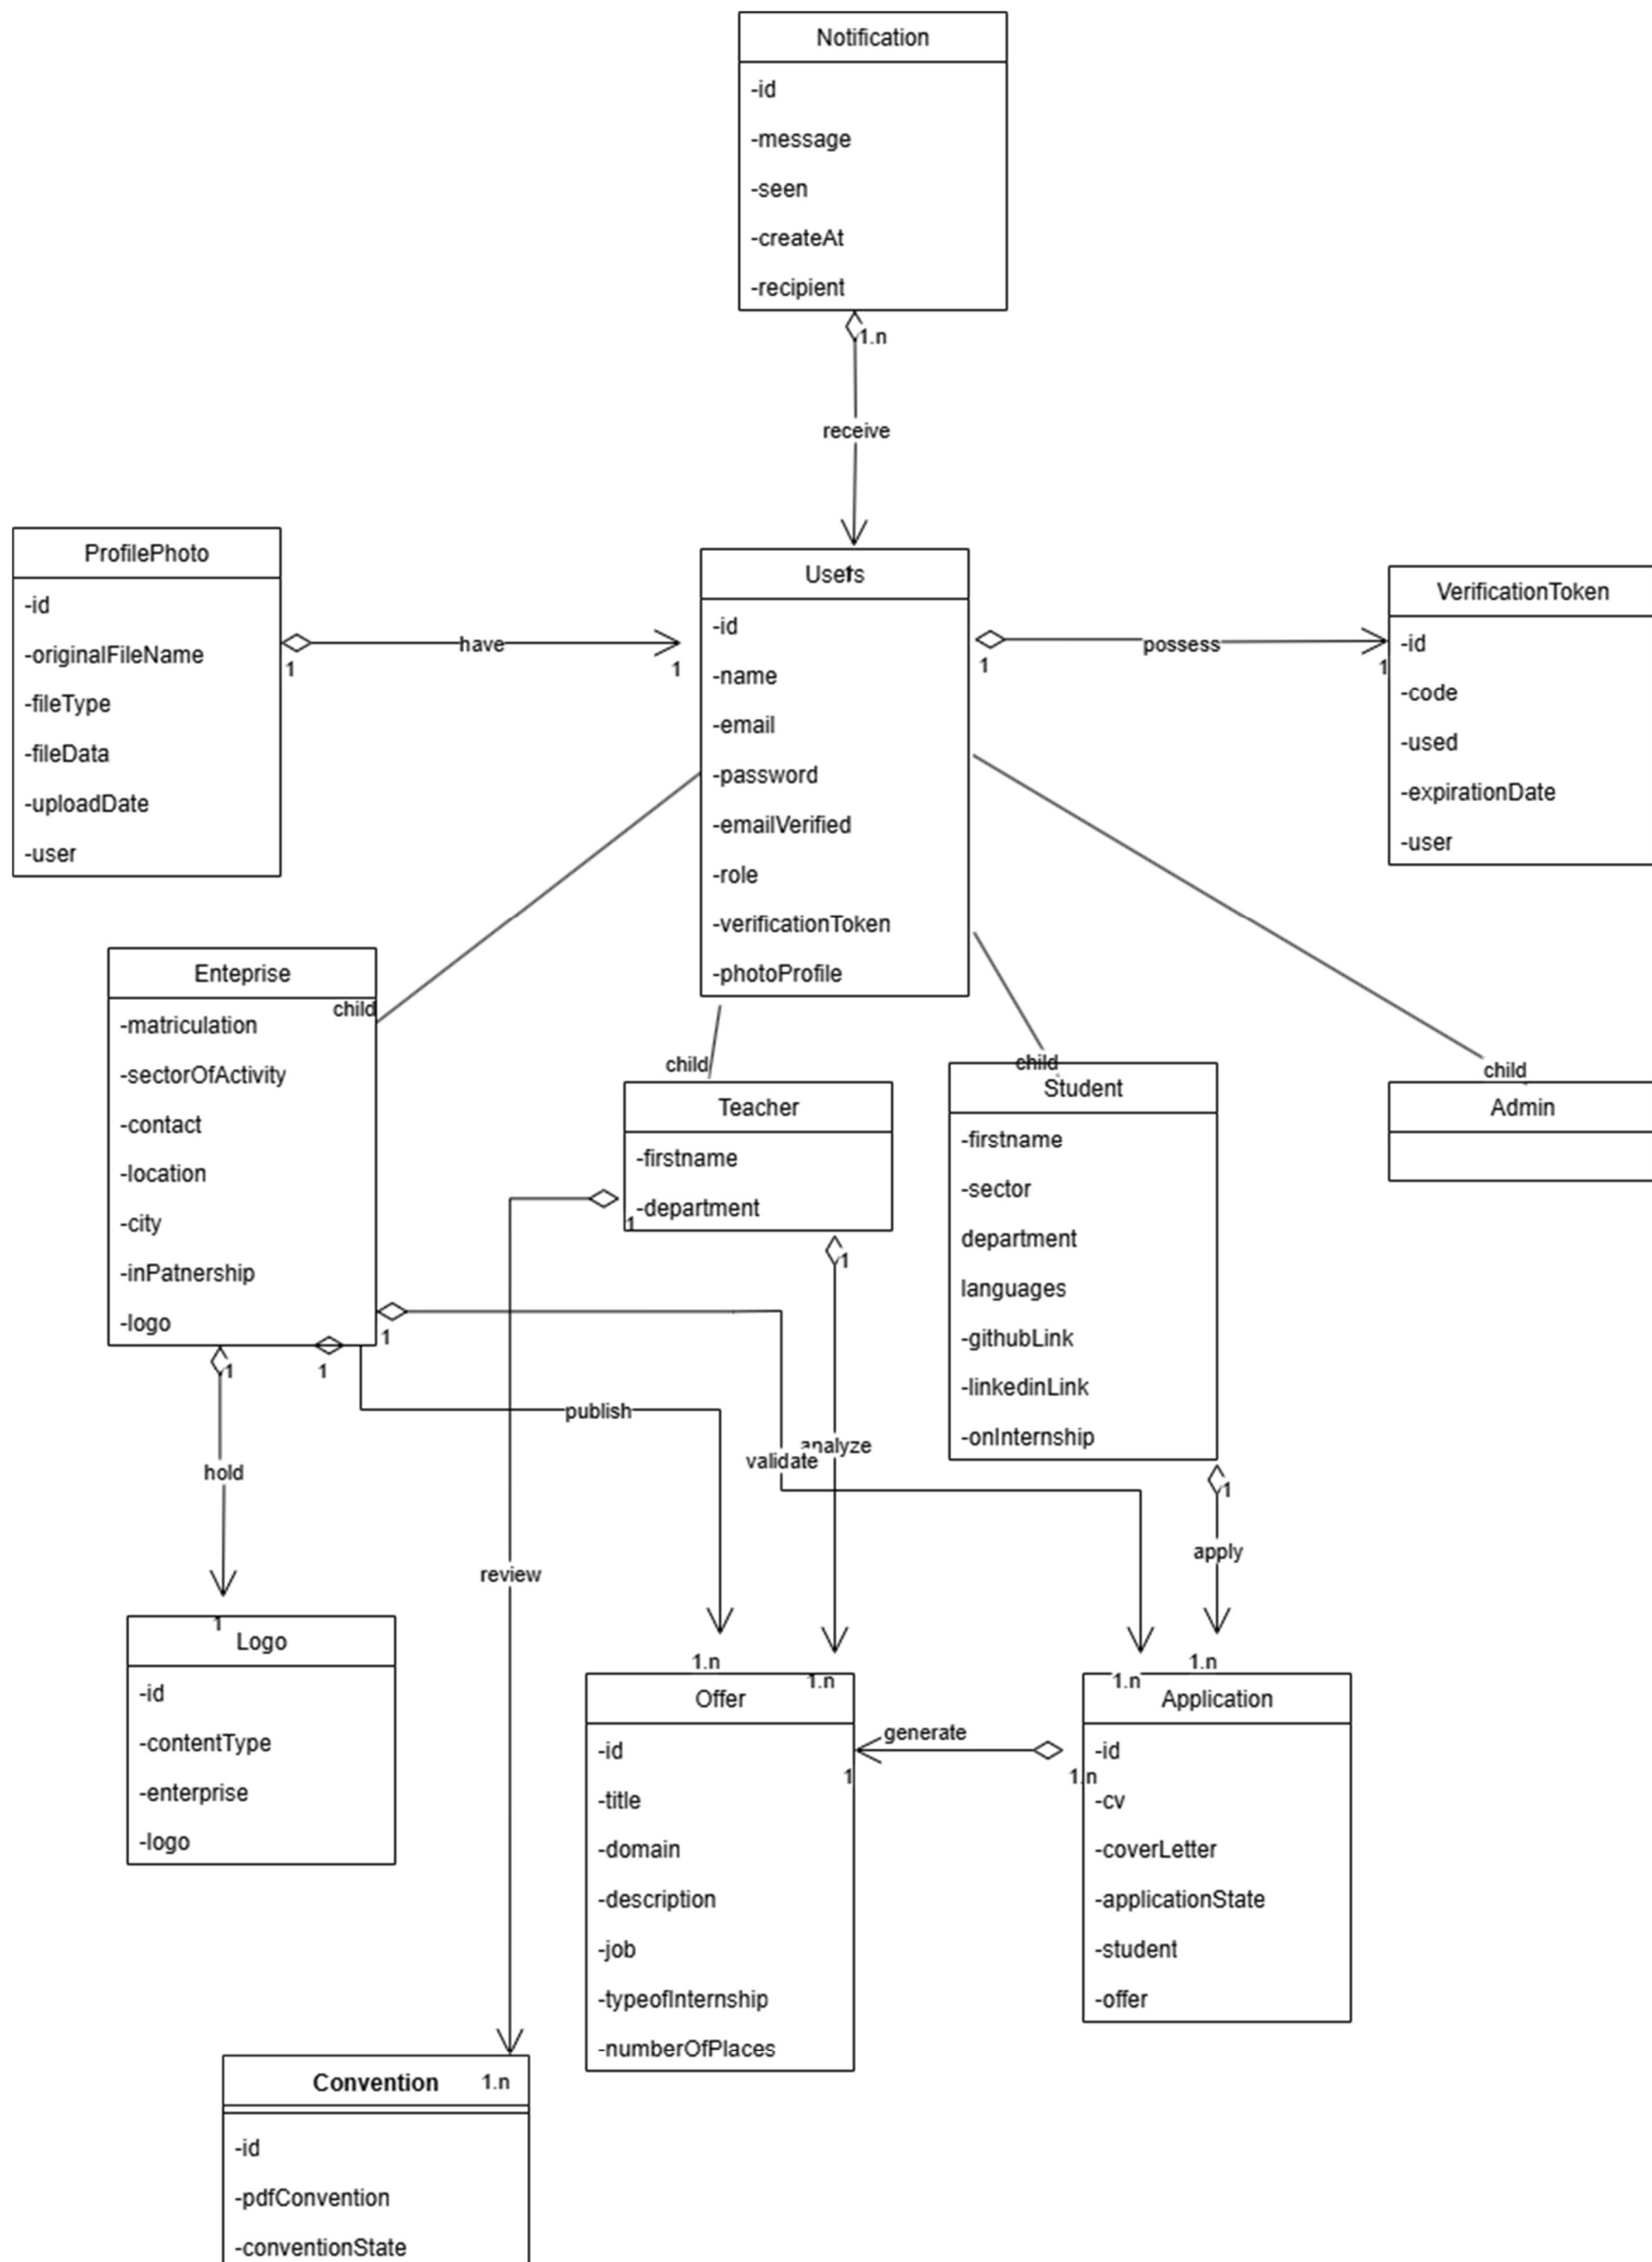 Notification
-id
-message
-seen
-createAt
-recipient
1.n
receive
ProfilePhoto
-id
-originalFileName
-fileType
-fileData
-uploadDate
-user
1
have
1
Users
1
-id
-name
-email
-password
-emailVerified
-role
-verificationToken
-photoProfile
1
possess
1
VerificationToken
-id
-code
-used
-expirationDate
-user
Enteprise
child
-matriculation
-sectorOfActivity
-contact
-location
-city
-inPatnership
-logo
1
1
1
child
Teacher
-firstname
-department
1
1
child
Student
-firstname
-sector
department
languages
-githubLink
-linkedinLink
-onInternship
1
child
Admin
publish
analyze
validate
hold
apply
review
1
Logo
-id
-contentType
-enterprise
-logo
1.n
1.n
Offer
-id
-title
-domain
-description
-job
-typeofInternship
-numberOfPlaces
generate
1
1.n
1.n
1.n
Application
-id
-cv
-coverLetter
-applicationState
-student
-offer
Convention
1.n
-id
-pdfConvention
-conventionState